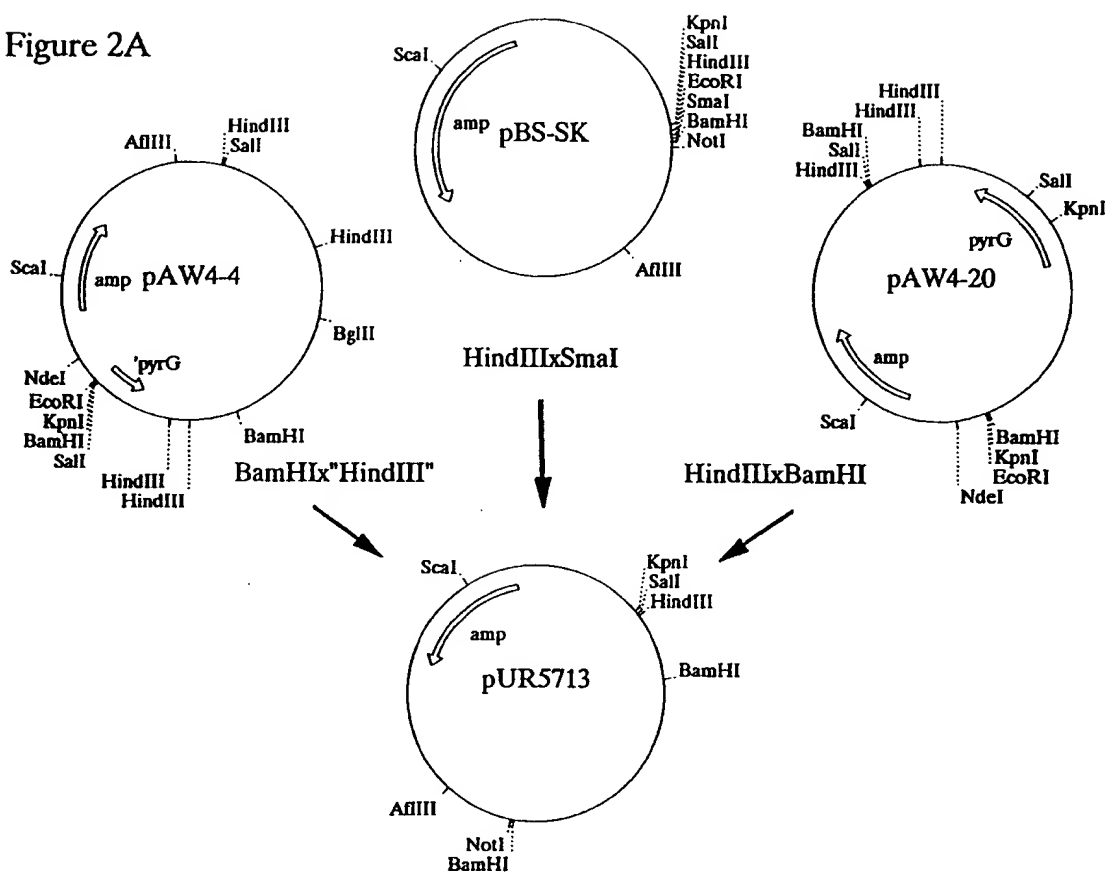 Figure 2A
ScaI
amp
pBS-SK
KpnI
SalI
HindIII
EcoRI
SmaI
BamHI
NotI
AflIII
AflIII
HindIII
SalI
HindIII
ScaI
amp
pAW4-4
BglII
'pyrG
NdeI
EcoRI
KpnI
BamHI
SalI
HindIII
HindIII
BamHI
HindIII
HindIII
BamHI
SalI
HindIII
SalI
KpnI
pyrG
pAW4-20
amp
ScaI
BamHI
KpnI
EcoRI
NdeI
HindIIIxSmaI
BamHIx"HindIII"
HindIIIxBamHI
ScaI
amp
pUR5713
KpnI
SalI
HindIII
BamHI
AflIII
NotI
BamHI